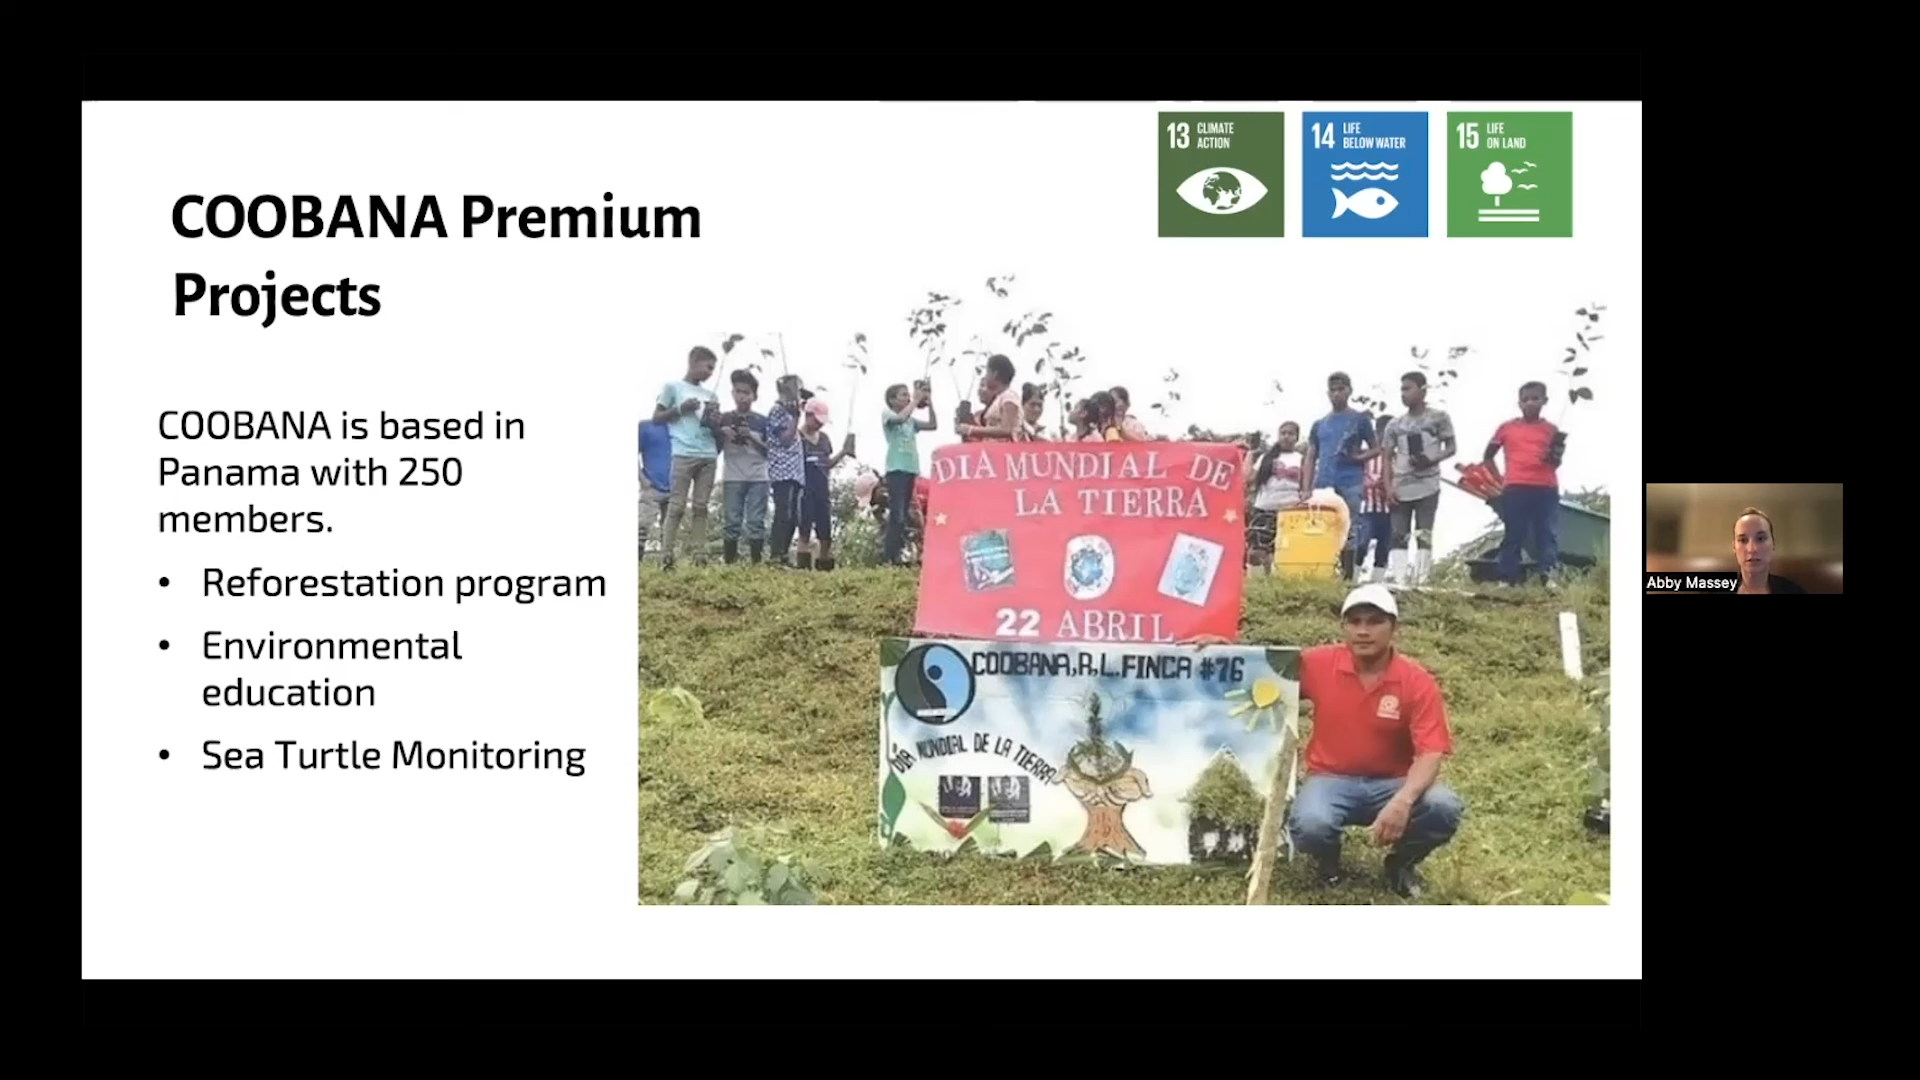 13 CLIMATE
ACTION
14 LIFE
BELOW WATER
15 LIFE
ON LAND
COOBANA Premium
Projects
COOBANA is based in
Panama with 250
members.
• Reforestation program
• Environmental
education
• Sea Turtle Monitoring
DIA MUNDIAL DE
LA TIERRA
22 ABRIL
COOBANA,R,L.FINCA #76
DÍA MUNDIAL DE LA TIERRA
Abby Massey